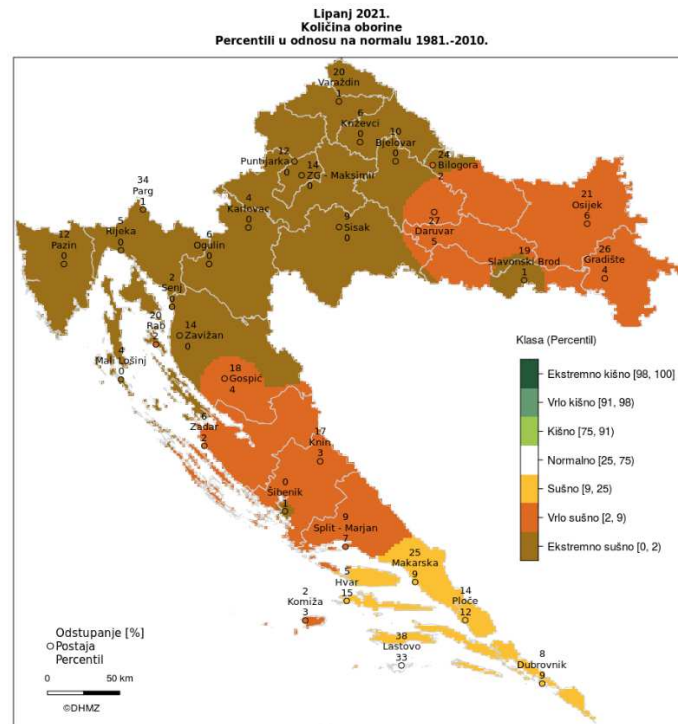 Lipanj 2021.
Količina oborine
Percentili u odnosu na normalu 1981.-2010.
20
Varaždin
1
6
Križevci
0
10
Bjelovar
0
12
Puntijarka
0
14
ZG - Maksimir
0
24
Bilogora
2
34
Parg
1
4
Karlovac
0
9
Sisak
0
27
Daruvar
5
21
Osijek
6
12
Pazin
0
5
Rijeka
0
6
Ogulin
0
19
Slavonski Brod
1
26
Gradište
4
2
Senj
0
20
Rab
2
14
Zavižan
0
4
Mali Lošinj
0
18
Gospić
4
6
Zadar
2
17
Knin
3
0
Šibenik
1
9
Split - Marjan
7
25
Makarska
9
5
Hvar
15
2
Komiža
3
14
Ploče
12
38
Lastovo
33
8
Dubrovnik
9
Klasa (Percentil)
Ekstremno kišno [98, 100]
Vrlo kišno [91, 98)
Kišno [75, 91)
Normalno [25, 75)
Sušno [9, 25)
Vrlo sušno [2, 9)
Ekstremno sušno [0, 2)
Odstupanje [%]
Postaja
Percentil
0 50 km
©DHMZ